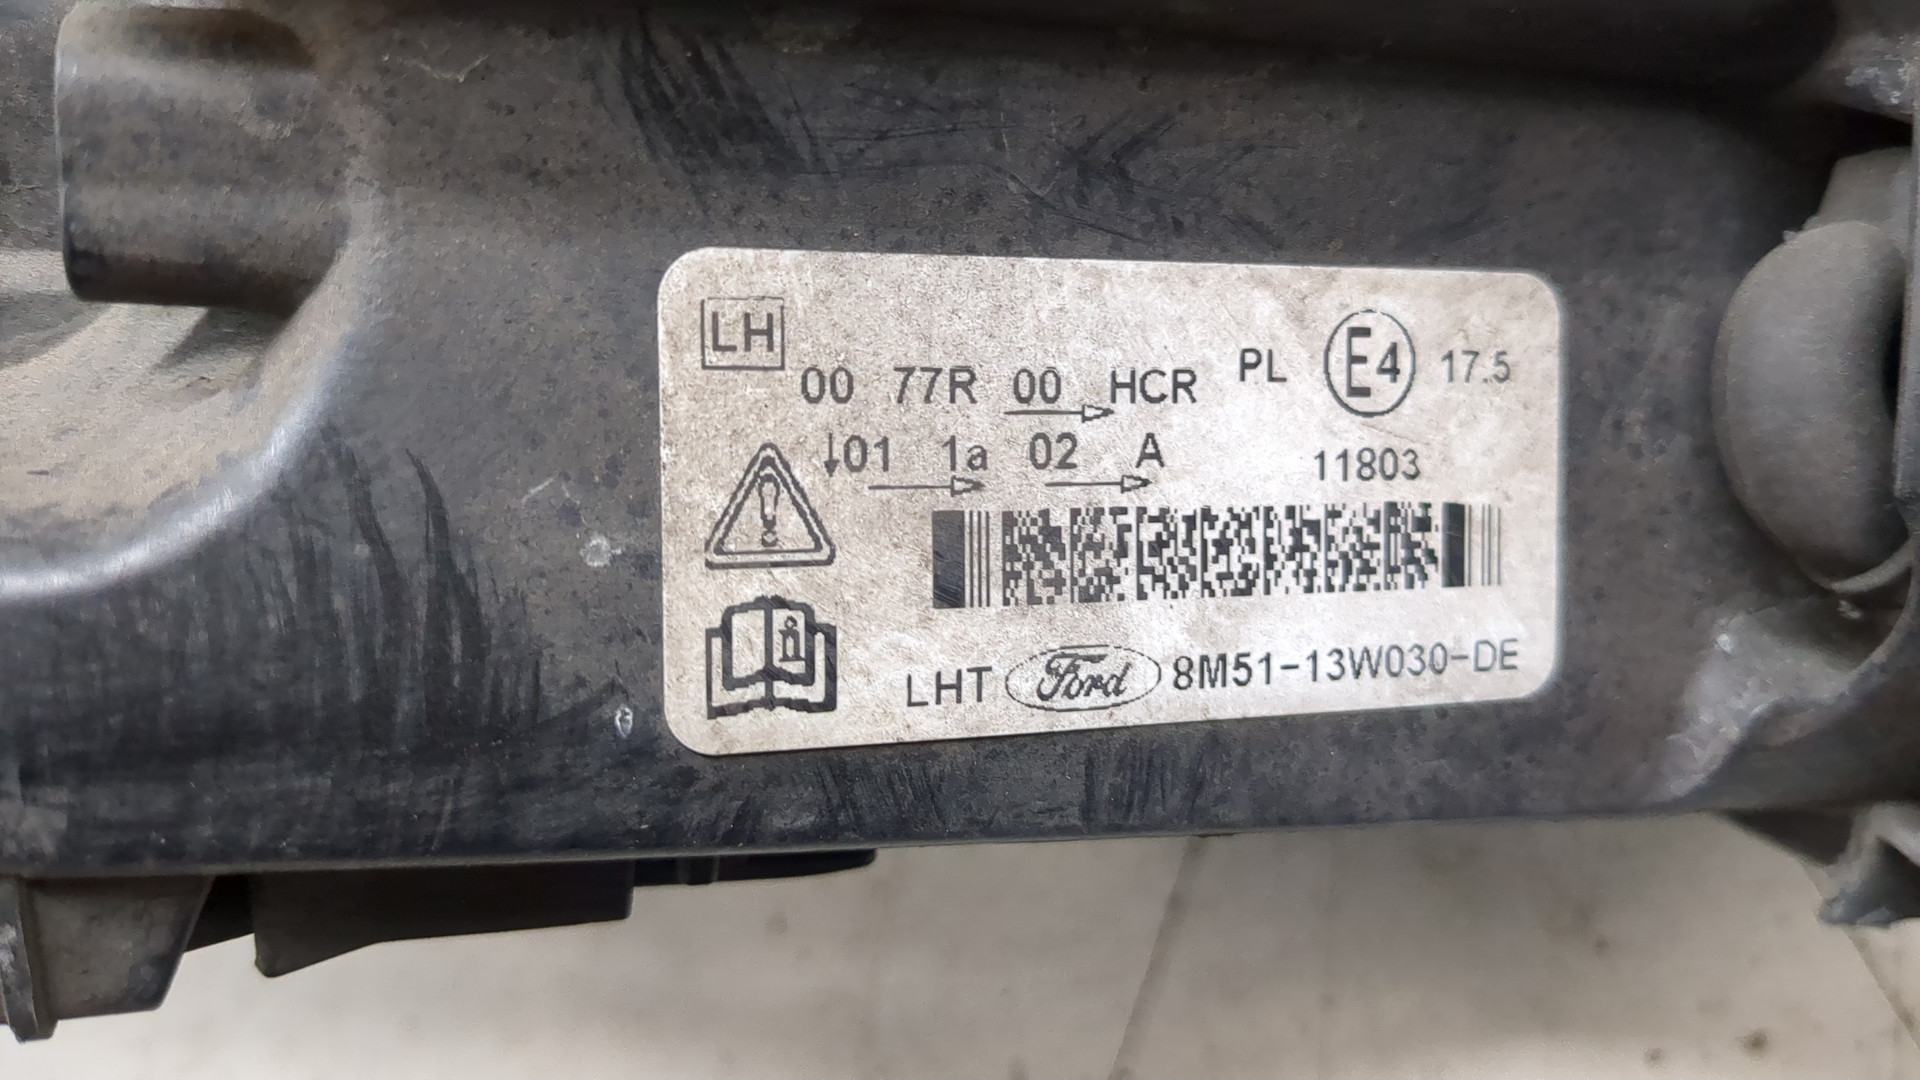 LH
00 77R 00 HCR PL E4 17.5
↓01 1a 02 A 11803
LHT Ford 8M51-13W030-DE